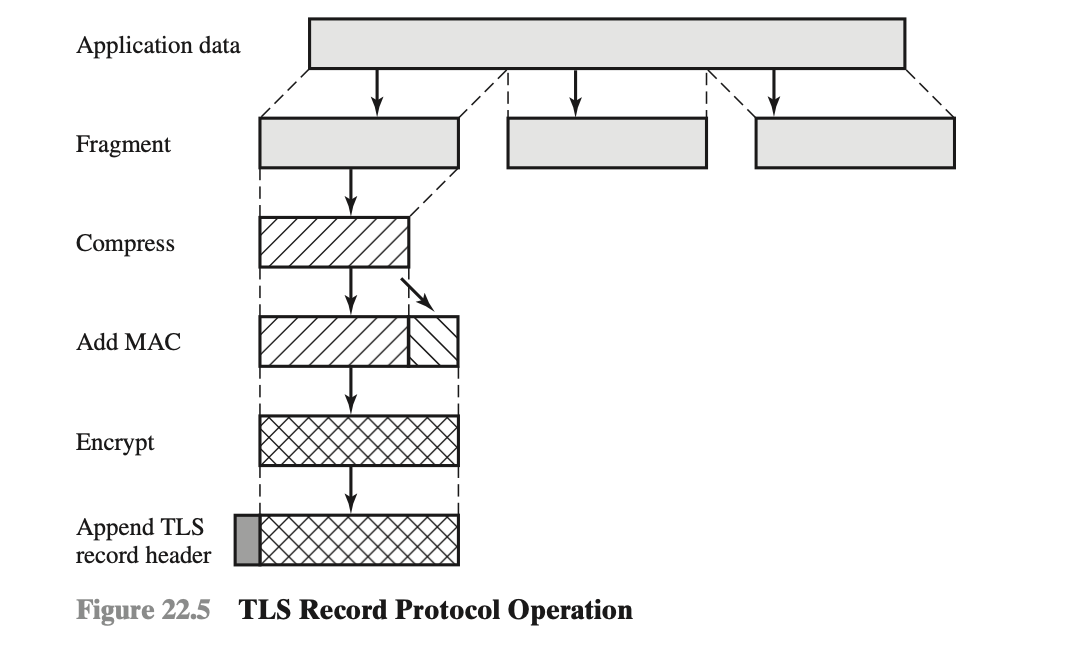 Application data
Fragment
Compress
Add MAC
Encrypt
Append TLS
record header
Figure 22.5 TLS Record Protocol Operation